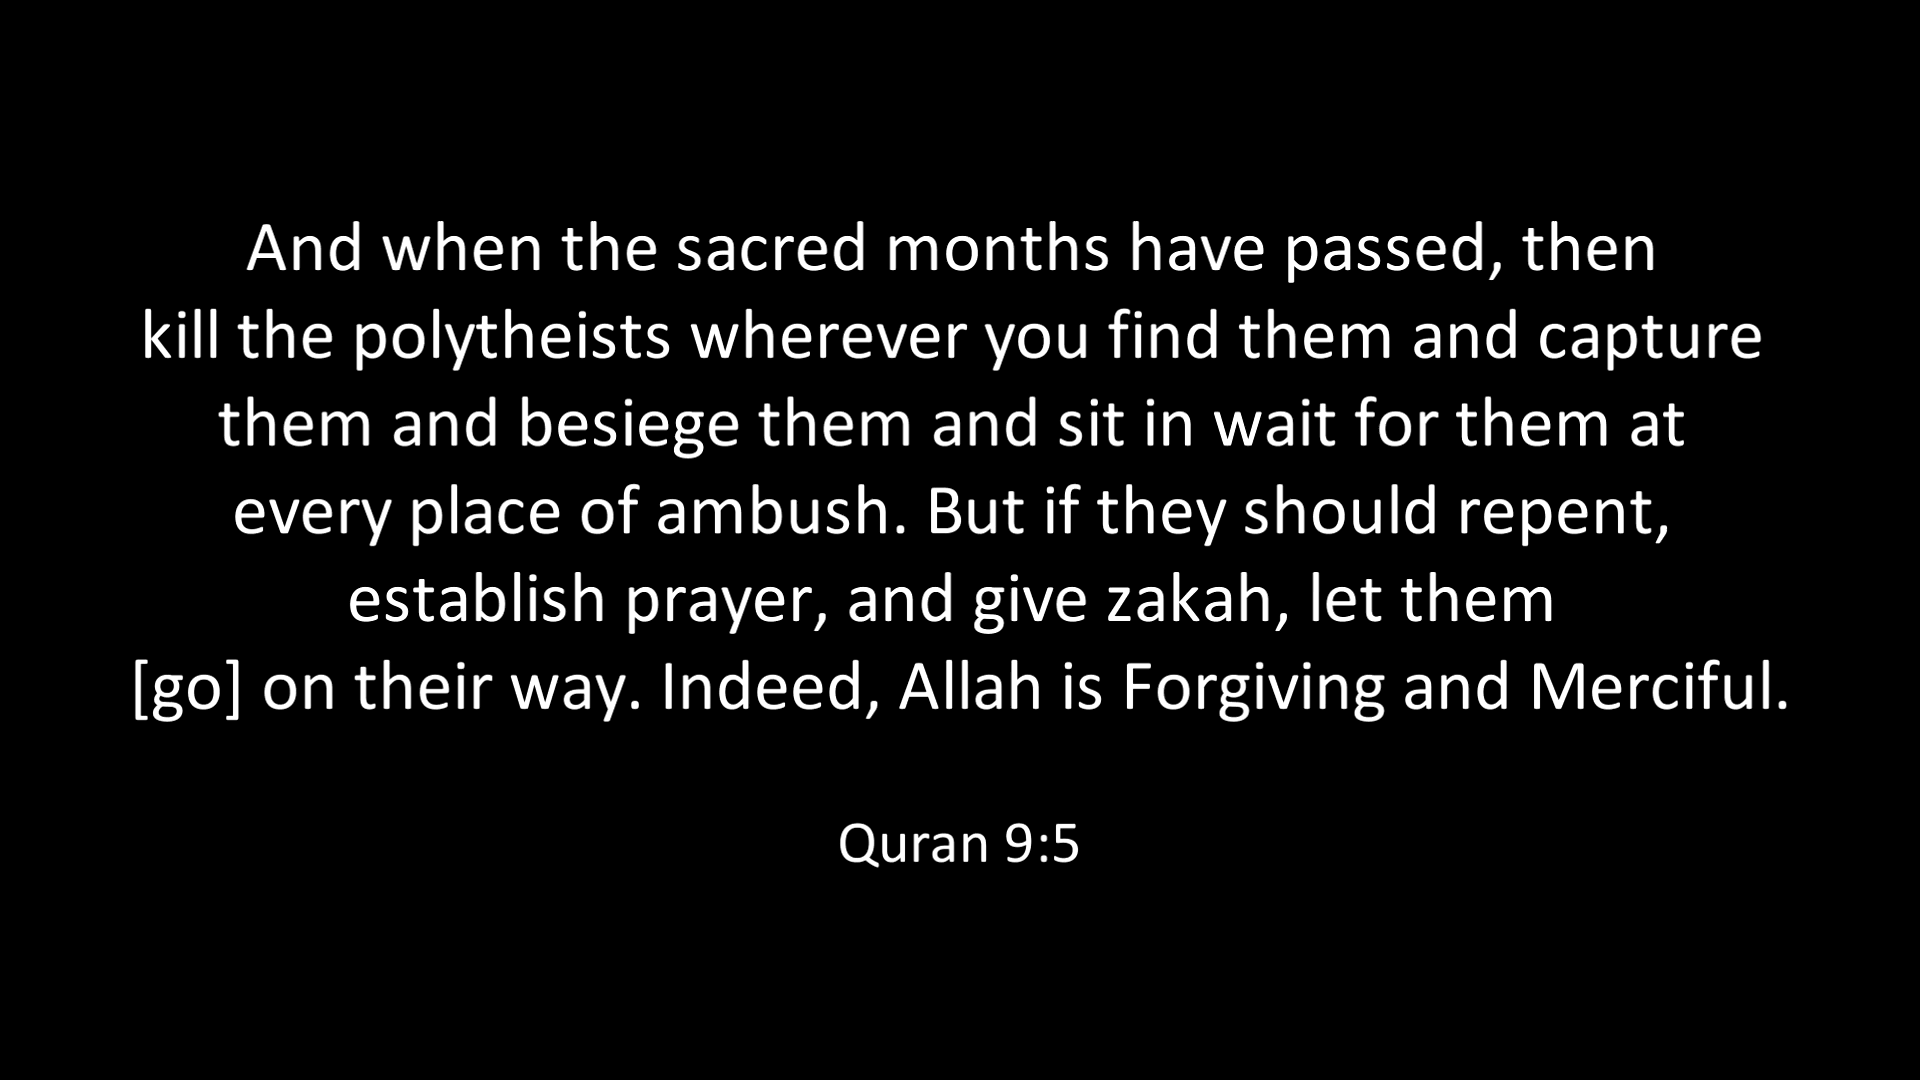 And when the sacred months have passed, then
kill the polytheists wherever you find them and capture
them and besiege them and sit in wait for them at
every place of ambush. But if they should repent,
establish prayer, and give zakah, let them
[go] on their way. Indeed, Allah is Forgiving and Merciful.
Quran 9:5